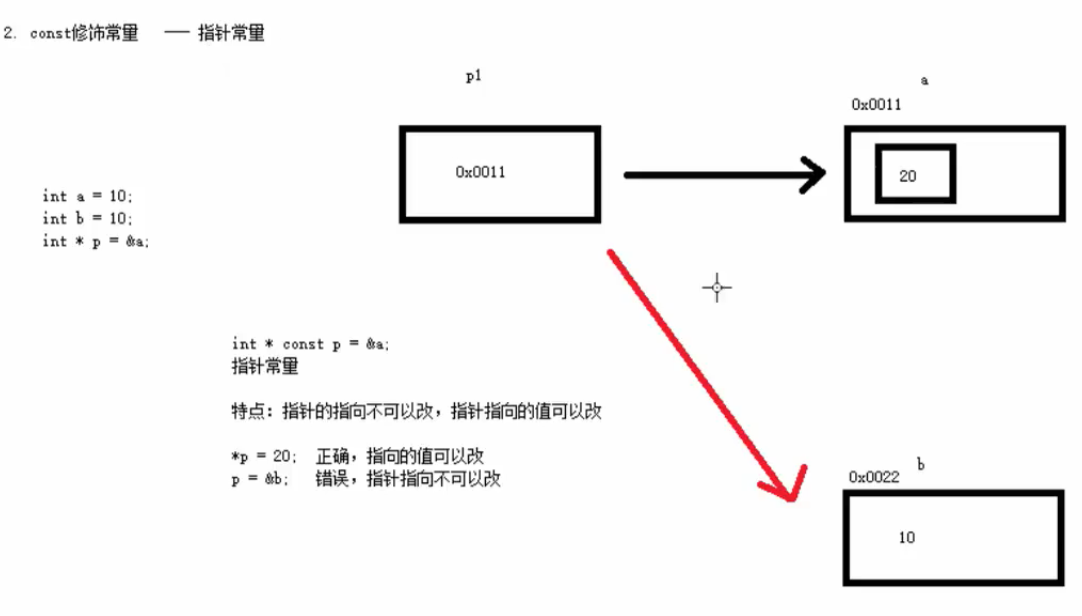 2. const修饰常量 —— 指针常量
p1
a
0x0011
0x0011
20
int a = 10;
int b = 10;
int * p = &a;
int * const p = &a;
指针常量
特点：指针的指向不可以改，指针指向的值可以改
*p = 20; 正确，指向的值可以改
p = &b; 错误，指针指向不可以改
b
0x0022
10